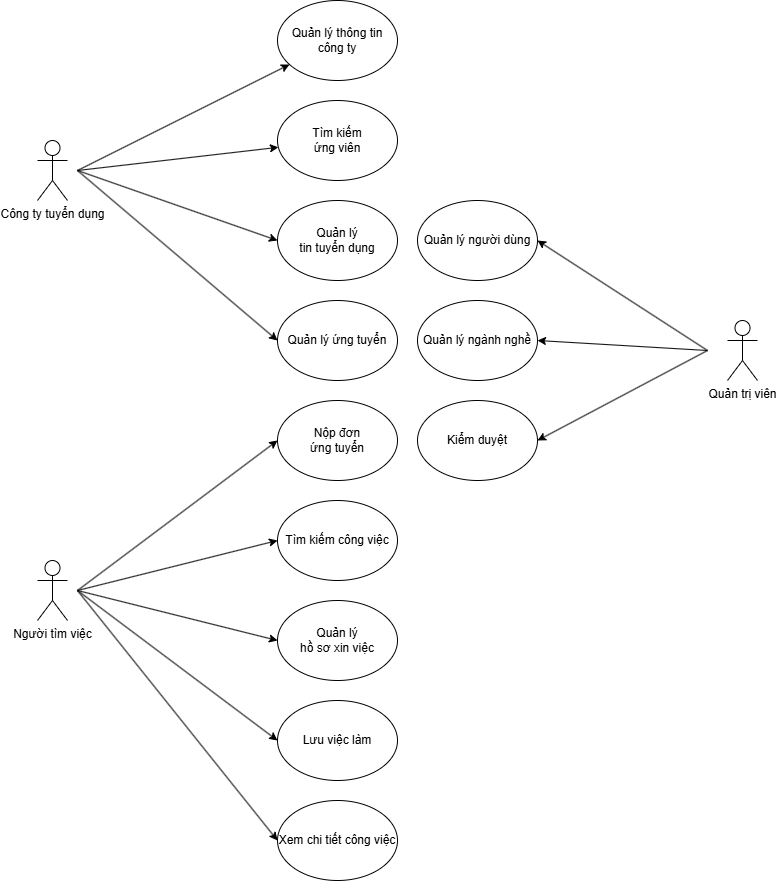 Quản lý thông tin
công ty
Tìm kiếm
ứng viên
Công ty tuyển dụng
Quản lý
tin tuyển dụng
Quản lý người dùng
Quản lý ứng tuyển
Quản lý ngành nghề
Quản trị viên
Nộp đơn
ứng tuyển
Kiểm duyệt
Tìm kiếm công việc
Người tìm việc
Quản lý
hồ sơ xin việc
Lưu việc làm
Xem chi tiết công việc